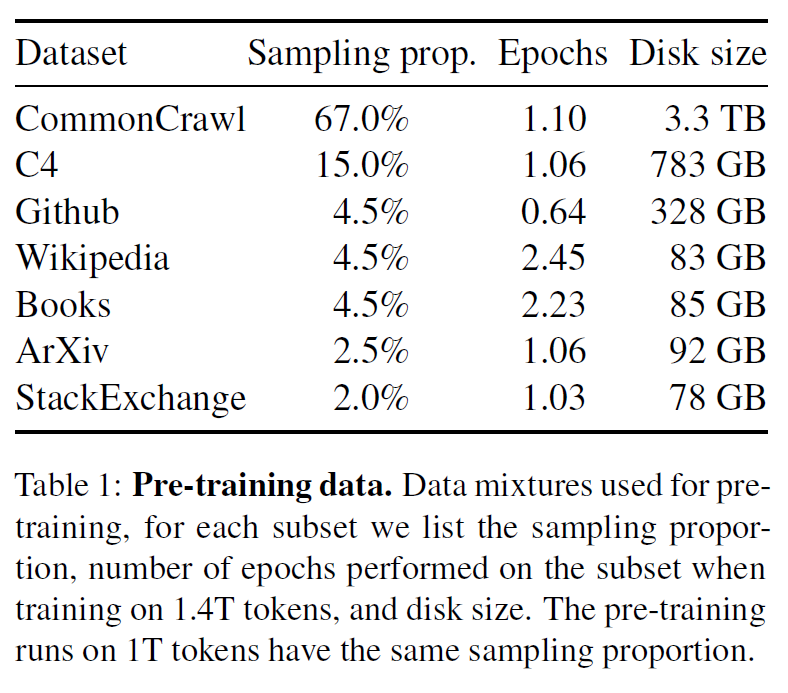 Dataset Sampling prop. Epochs Disk size
CommonCrawl 67.0% 1.10 3.3 TB
C4 15.0% 1.06 783 GB
Github 4.5% 0.64 328 GB
Wikipedia 4.5% 2.45 83 GB
Books 4.5% 2.23 85 GB
ArXiv 2.5% 1.06 92 GB
StackExchange 2.0% 1.03 78 GB
Table 1: Pre-training data. Data mixtures used for pre-
training, for each subset we list the sampling propor-
tion, number of epochs performed on the subset when
training on 1.4T tokens, and disk size. The pre-training
runs on 1T tokens have the same sampling proportion.